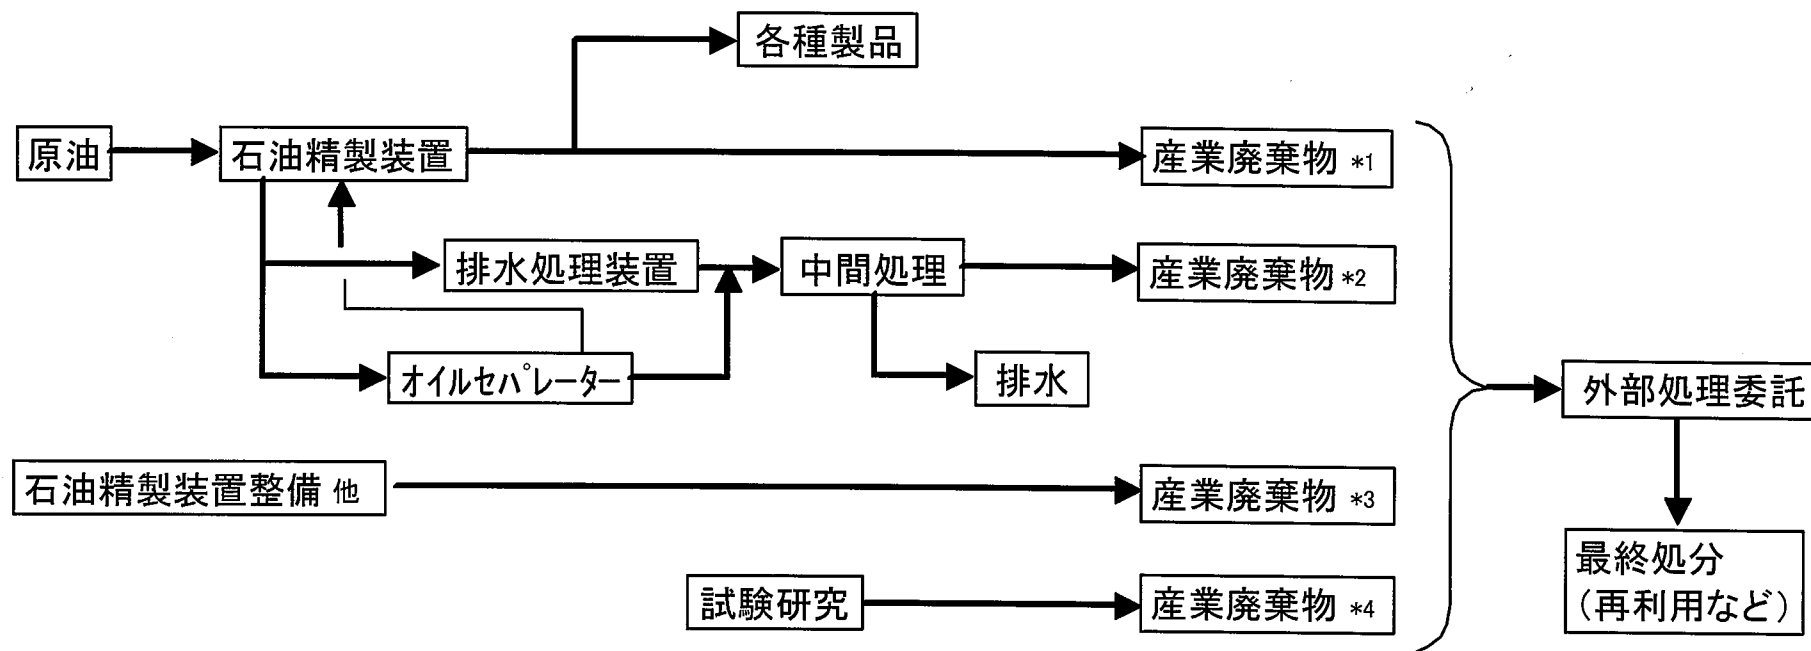 各種製品
原油
石油精製装置
産業廃棄物 *1
排水処理装置
中間処理
産業廃棄物 *2
オイルセパレーター
排水
外部処理委託
石油精製装置整備 他
産業廃棄物 *3
最終処分
（再利用など）
試験研究
産業廃棄物 *4